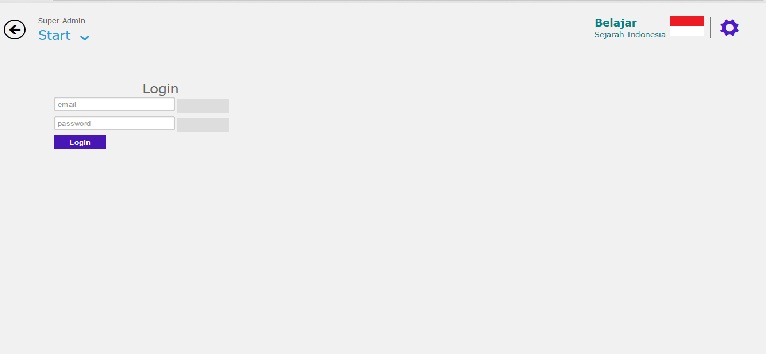 Super Admin
Start
Belajar
Sejarah Indonesia
Login
email
password
Login